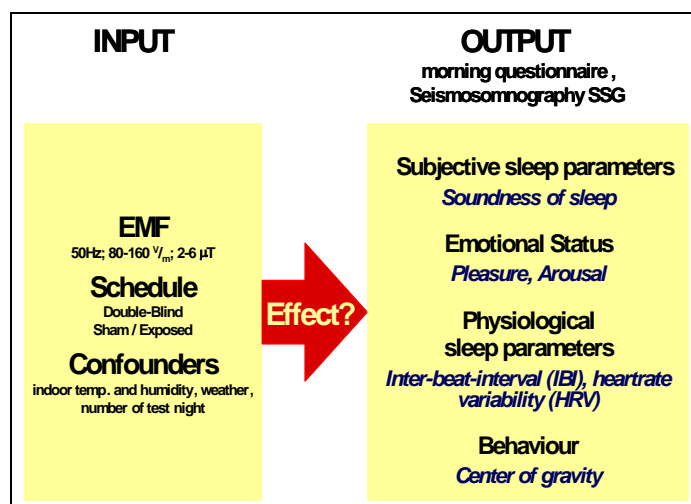 INPUT
EMF
50Hz; 80-160 V/m; 2-6 µT
Schedule
Double-Blind
Sham / Exposed
Confounders
indoor temp. and humidity, weather,
number of test night
Effect?
OUTPUT
morning questionnaire ,
Seismosomnography SSG
Subjective sleep parameters
Soundness of sleep
Emotional Status
Pleasure, Arousal
Physiological
sleep parameters
Inter-beat-interval (IBI), heartrate
variability (HRV)
Behaviour
Center of gravity